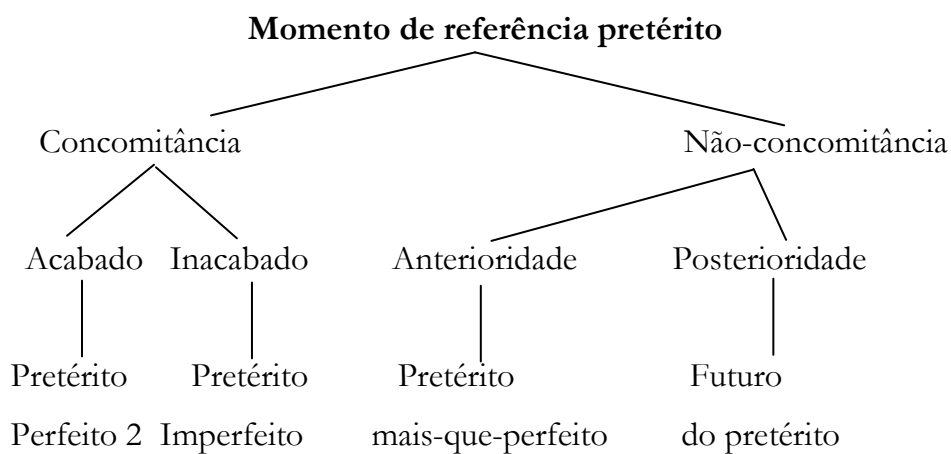 Momento de referência pretérito
Concomitância Não-concomitância
Acabado Inacabado Anterioridade Posterioridade
Pretérito Pretérito Pretérito Futuro
Perfeito 2 Imperfeito mais-que-perfeito do pretérito